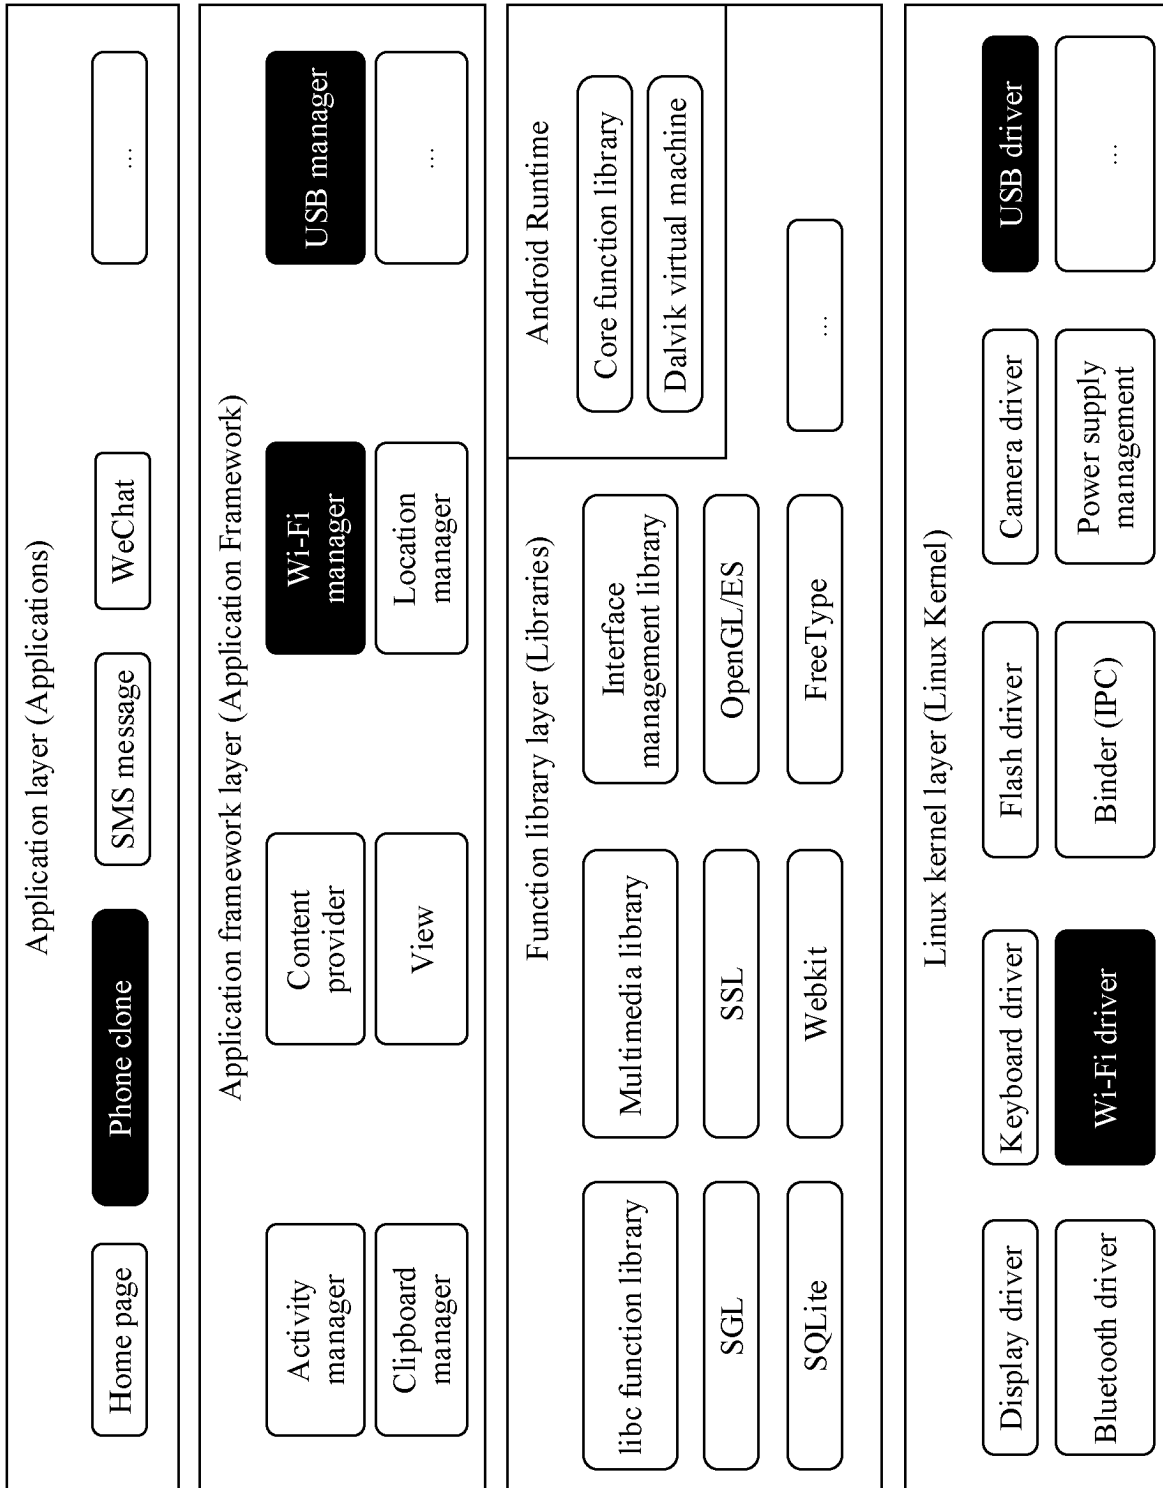 Application layer (Applications)
Home page
Phone clone
SMS message
WeChat
...
Application framework layer (Application Framework)
Activity
manager
Content
provider
Wi-Fi
manager
USB manager
Clipboard
manager
View
Location
manager
...
Function library layer (Libraries)
Android Runtime
libc function library
Multimedia library
Interface
management library
Core function library
SGL
SSL
OpenGL/ES
Dalvik virtual machine
SQLite
Webkit
FreeType
...
Linux kernel layer (Linux Kernel)
Display driver
Keyboard driver
Flash driver
Camera driver
USB driver
Bluetooth driver
Wi-Fi driver
Binder (IPC)
Power supply
management
...